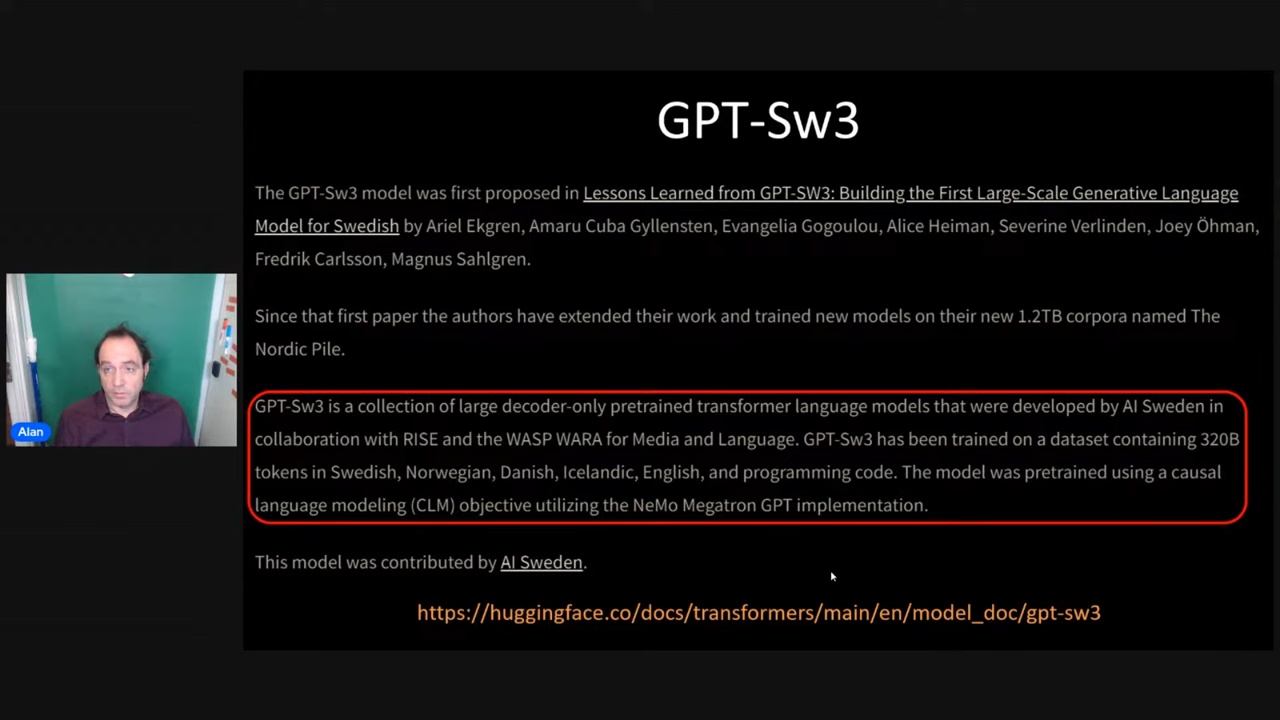 GPT-Sw3
The GPT-Sw3 model was first proposed in Lessons Learned from GPT-SW3: Building the First Large-Scale Generative Language
Model for Swedish by Ariel Ekgren, Amaru Cuba Gyllensten, Evangelia Gogoulou, Alice Heiman, Severine Verlinden, Joey Öhman,
Fredrik Carlsson, Magnus Sahlgren.
Since that first paper the authors have extended their work and trained new models on their new 1.2TB corpora named The
Nordic Pile.
GPT-Sw3 is a collection of large decoder-only pretrained transformer language models that were developed by AI Sweden in
collaboration with RISE and the WASP WARA for Media and Language. GPT-Sw3 has been trained on a dataset containing 320B
tokens in Swedish, Norwegian, Danish, Icelandic, English, and programming code. The model was pretrained using a causal
language modeling (CLM) objective utilizing the NeMo Megatron GPT implementation.
This model was contributed by AI Sweden.
https://huggingface.co/docs/transformers/main/en/model_doc/gpt-sw3
Alan